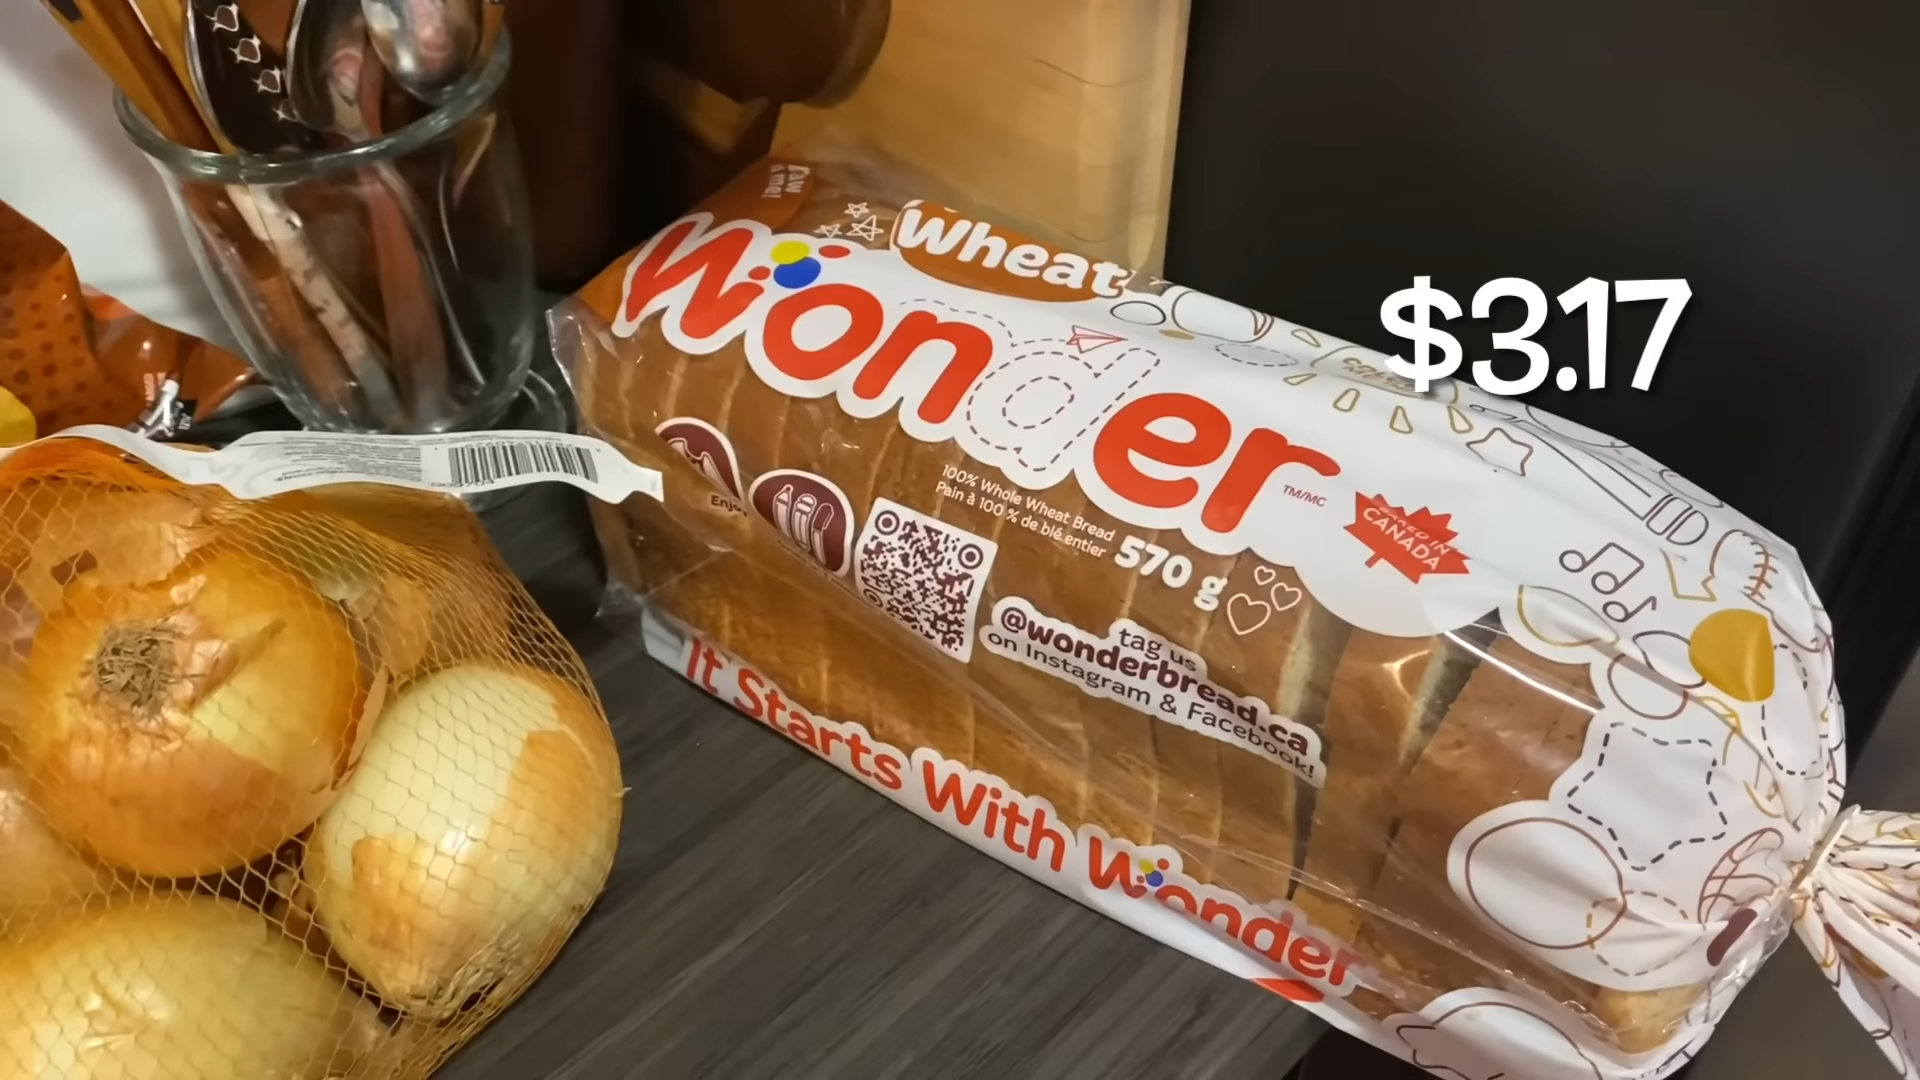 Wheat
Wonder
TM/MC
$3.17
BAKED IN
CANADA
100% Whole Wheat Bread
Pain à 100 % de blé entier
570 g
Enjoy
tag us
@wonderbread.ca
on Instagram & Facebook!
It Starts With Wonder